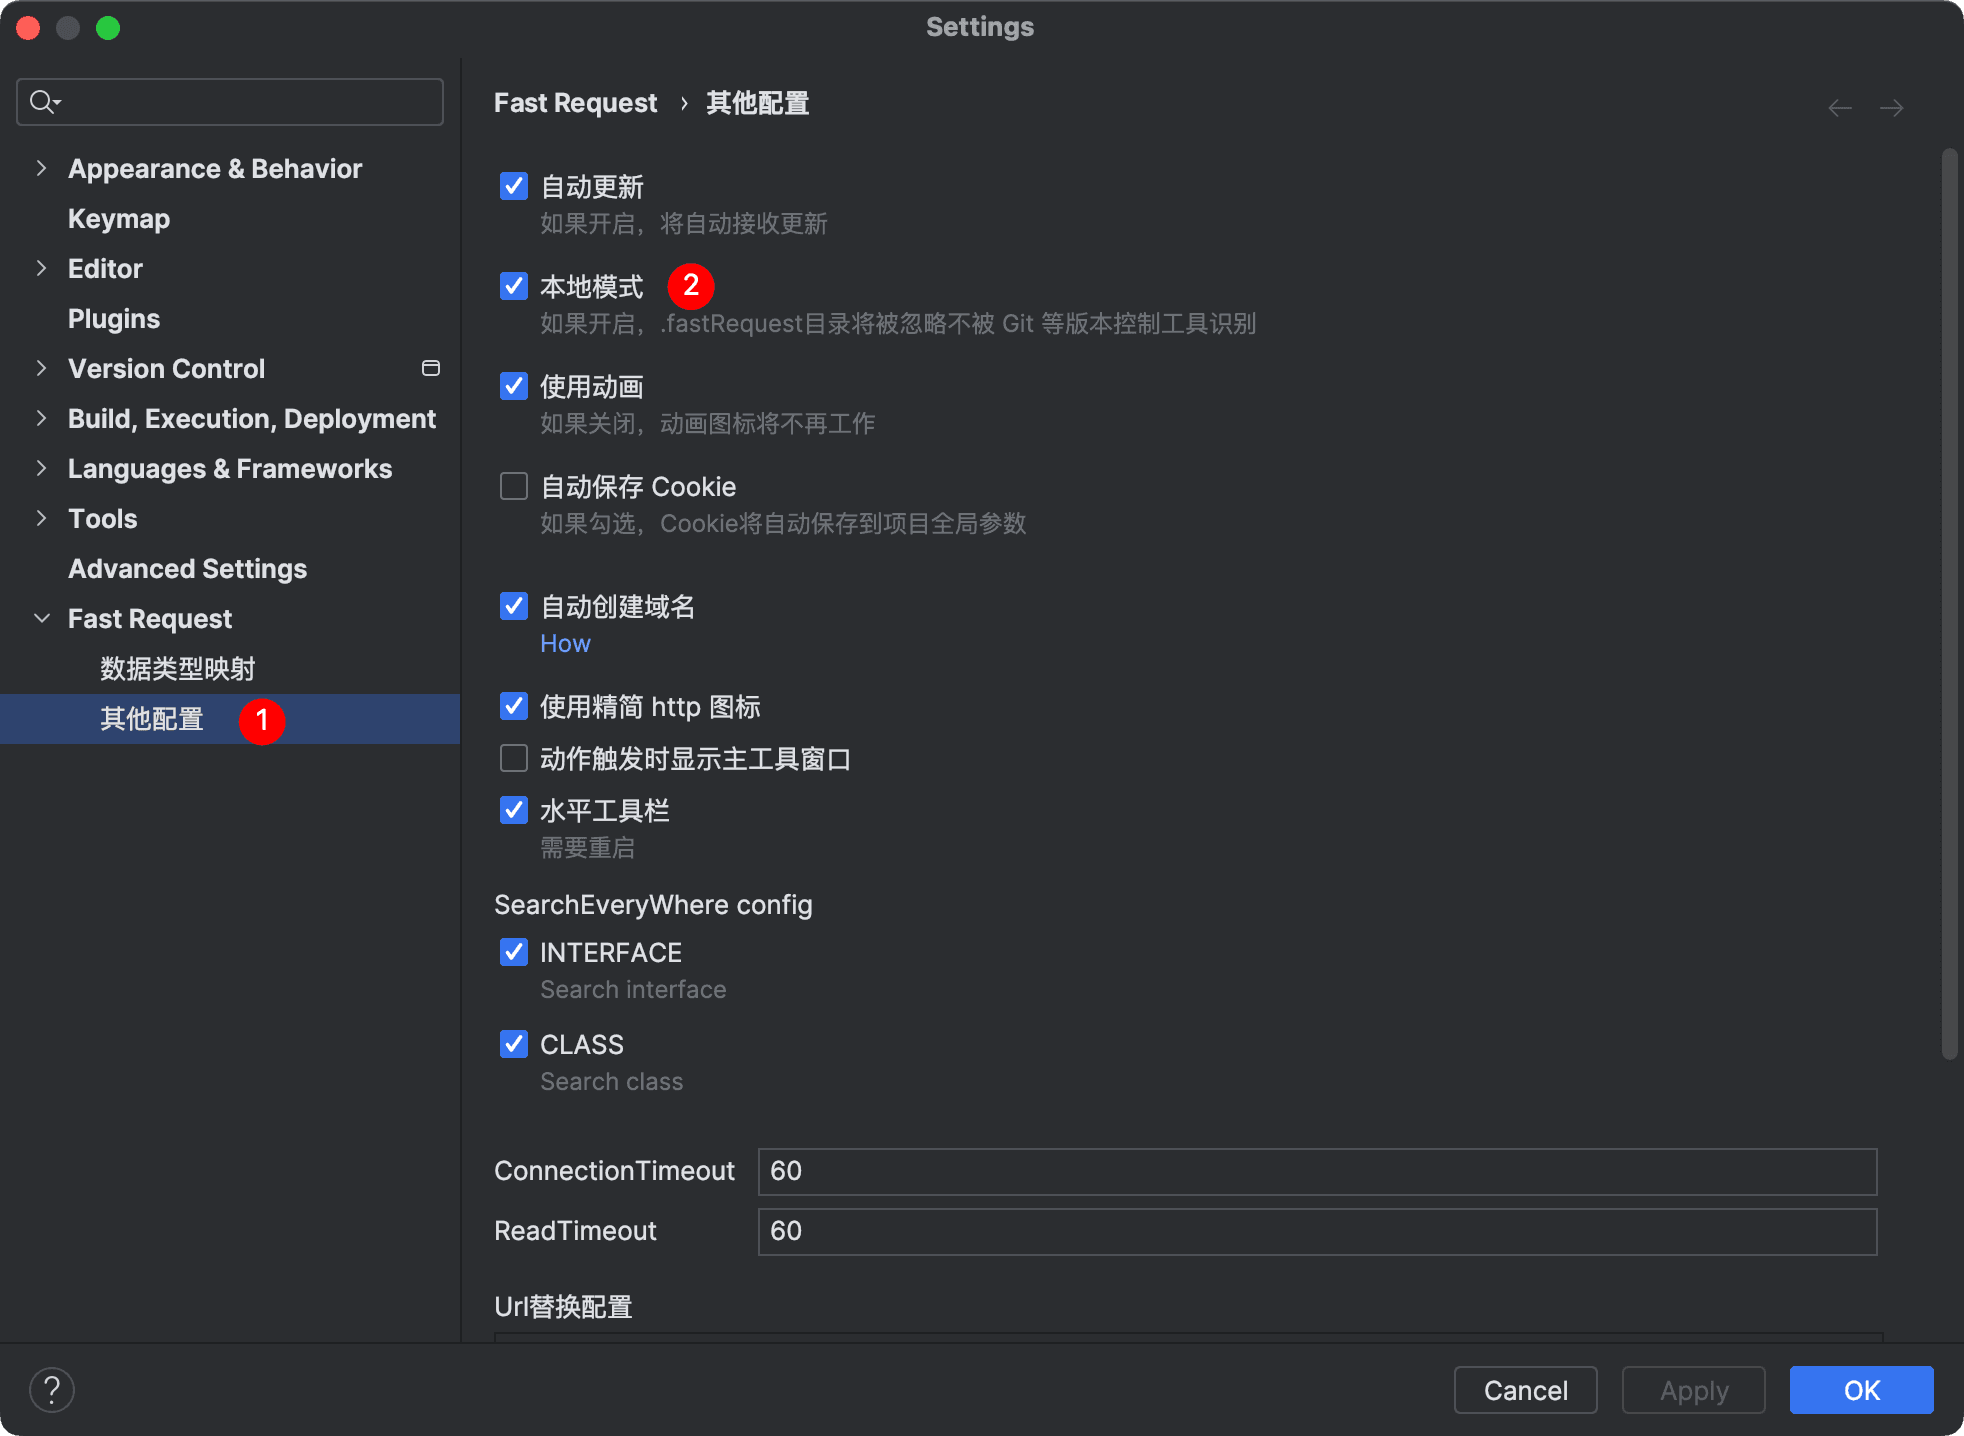 Settings
Appearance & Behavior
Keymap
Editor
Plugins
Version Control
Build, Execution, Deployment
Languages & Frameworks
Tools
Advanced Settings
Fast Request
数据类型映射
其他配置 1
Fast Request › 其他配置
自动更新
如果开启，将自动接收更新
本地模式 2
如果开启，.fastRequest目录将被忽略不被 Git 等版本控制工具识别
使用动画
如果关闭，动画图标将不再工作
自动保存 Cookie
如果勾选，Cookie将自动保存到项目全局参数
自动创建域名
How
使用精简 http 图标
动作触发时显示主工具窗口
水平工具栏
需要重启
SearchEveryWhere config
INTERFACE
Search interface
CLASS
Search class
ConnectionTimeout 60
ReadTimeout 60
Url替换配置
? Cancel Apply OK